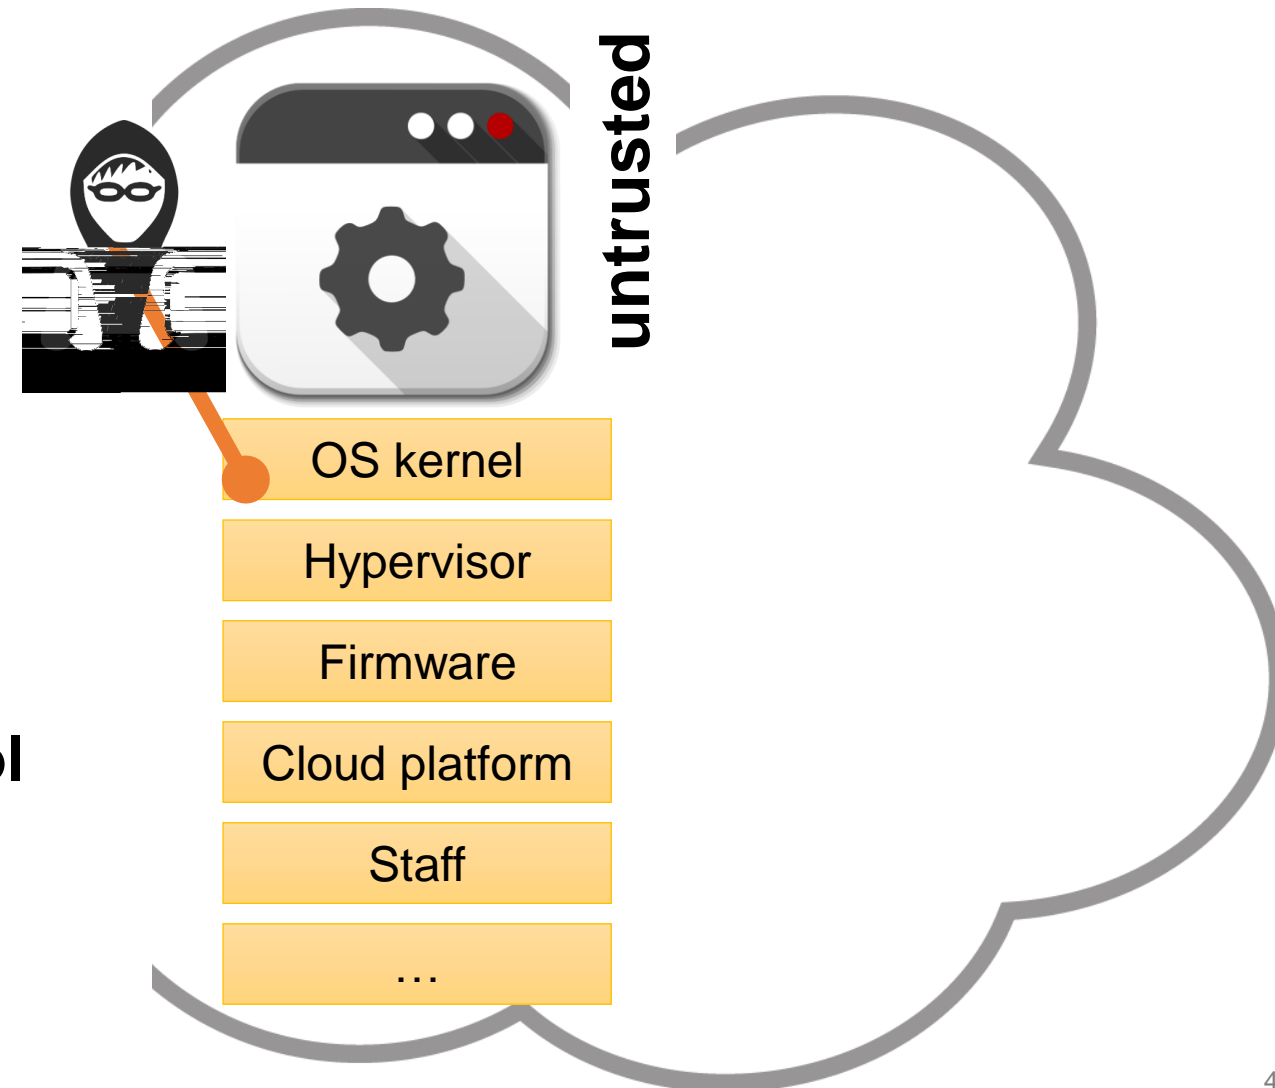 untrusted
OS kernel
Hypervisor
Firmware
Cloud platform
Staff
…